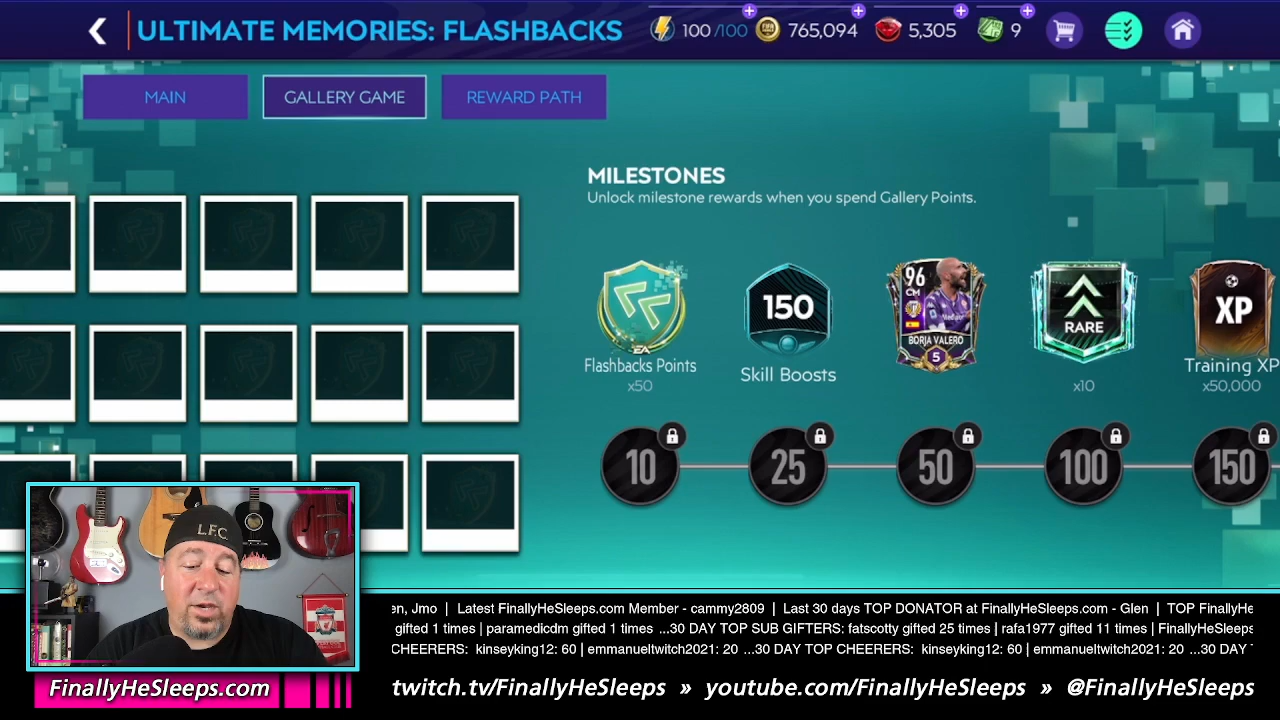 ULTIMATE MEMORIES: FLASHBACKS
100/100
765,094
5,305
9
MAIN
GALLERY GAME
REWARD PATH
MILESTONES
Unlock milestone rewards when you spend Gallery Points.
EA
Flashbacks Points
x50
150
Skill Boosts
96
CM
BORJA VALERO
5
RARE
x10
XP
Training XP
x50,000
10
25
50
100
150
L.F.C.
en, Jmo | Latest FinallyHeSleeps.com Member - cammy2809 | Last 30 days TOP DONATOR at FinallyHeSleeps.com - Glen | TOP FinallyHe
gifted 1 times | paramedicdm gifted 1 times ...30 DAY TOP SUB GIFTERS: fatscotty gifted 25 times | rafa1977 gifted 11 times | FinallyHeSleeps
CHEERERS: kinseyking12: 60 | emmanueltwitch2021: 20 ...30 DAY TOP CHEERERS: kinseyking12: 60 | emmanueltwitch2021: 20 ...30 DAY T
FinallyHeSleeps.com
twitch.tv/FinallyHeSleeps » youtube.com/FinallyHeSleeps » @FinallyHeSleeps